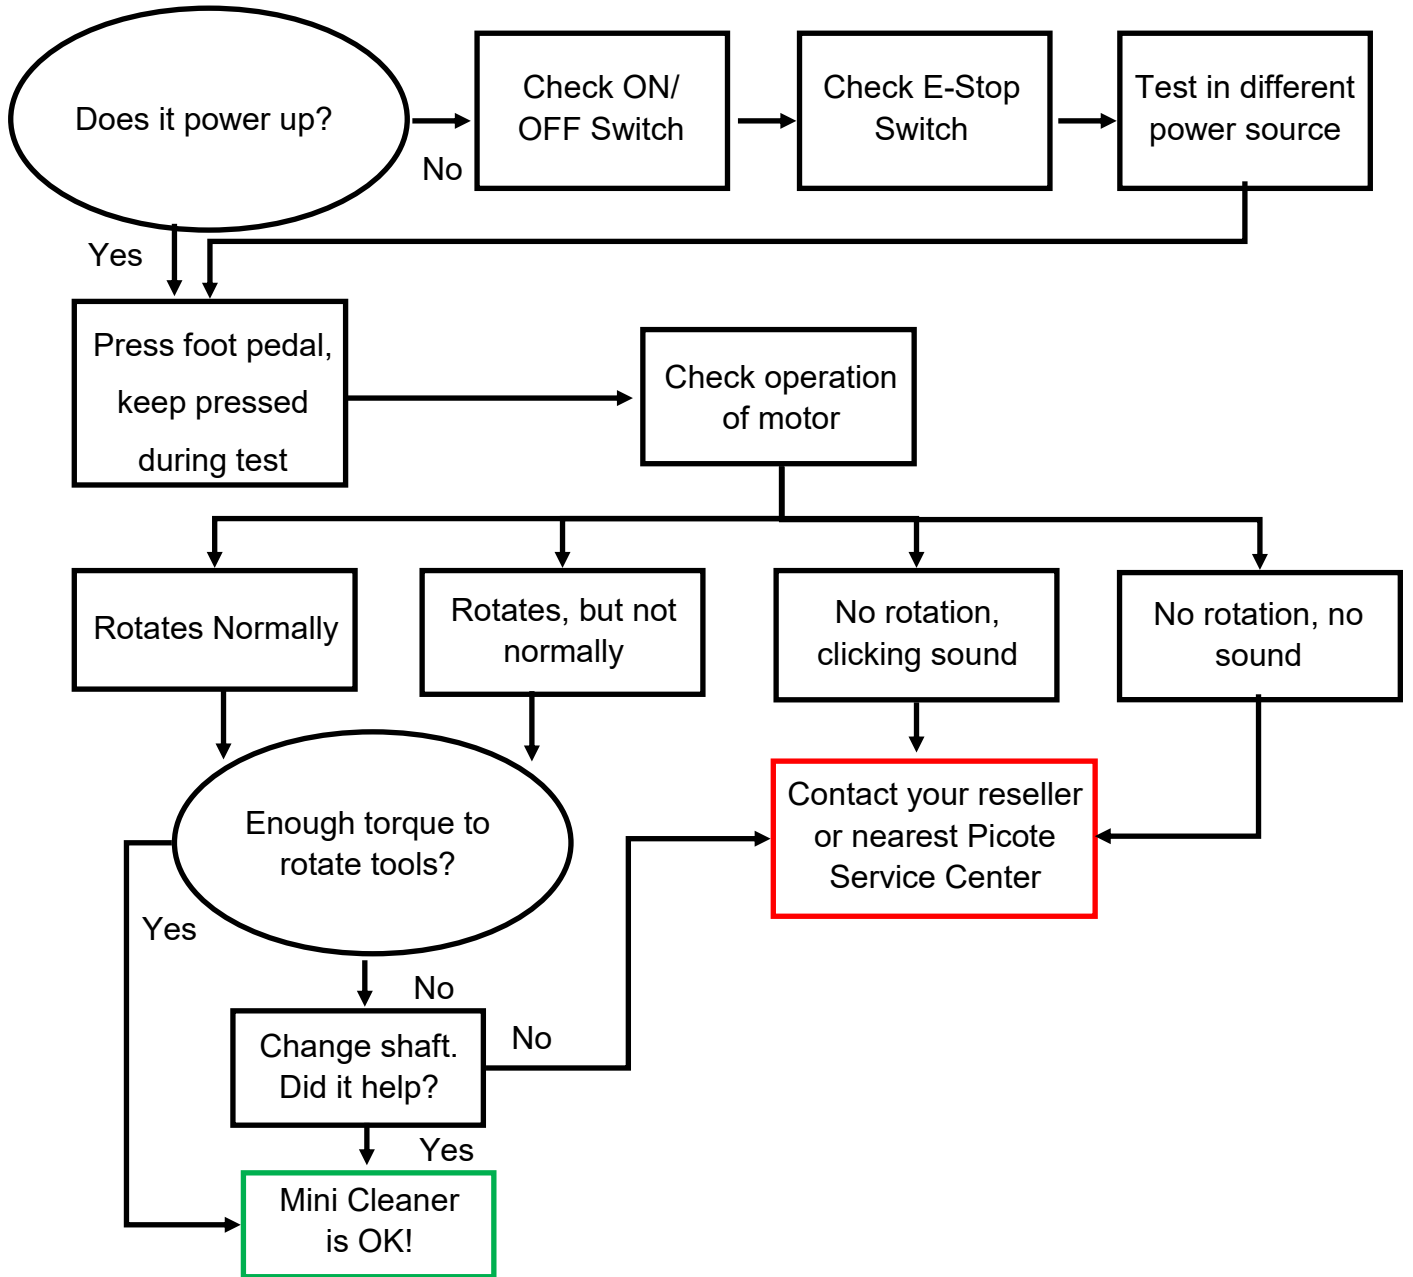 Does it power up?
Check ON/
OFF Switch
Check E-Stop
Switch
Test in different
power source
No
Yes
Press foot pedal,
keep pressed
during test
Check operation
of motor
Rotates Normally
Rotates, but not
normally
No rotation,
clicking sound
No rotation, no
sound
Enough torque to
rotate tools?
Contact your reseller
or nearest Picote
Service Center
Yes
No
Change shaft.
Did it help?
No
Yes
Mini Cleaner
is OK!